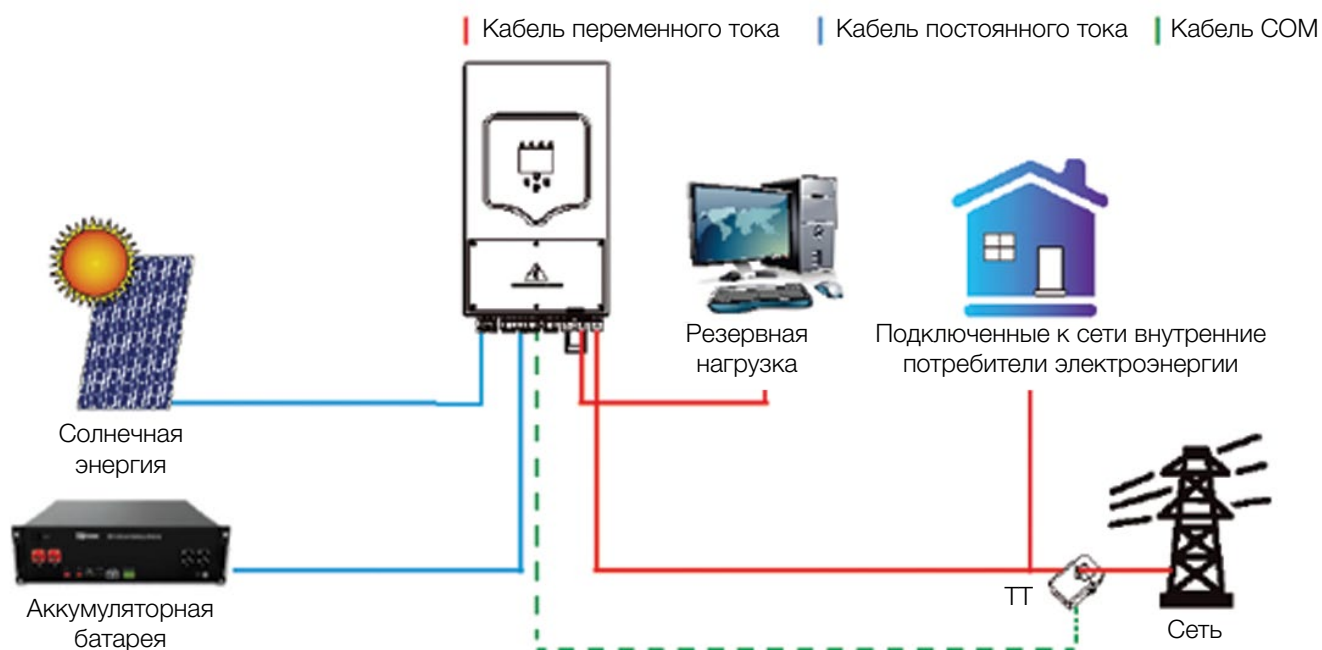 Кабель переменного тока
Кабель постоянного тока
Кабель COM
Резервная
нагрузка
Подключенные к сети внутренние
потребители электроэнергии
Солнечная
энергия
Аккумуляторная
батарея
ТТ
Сеть